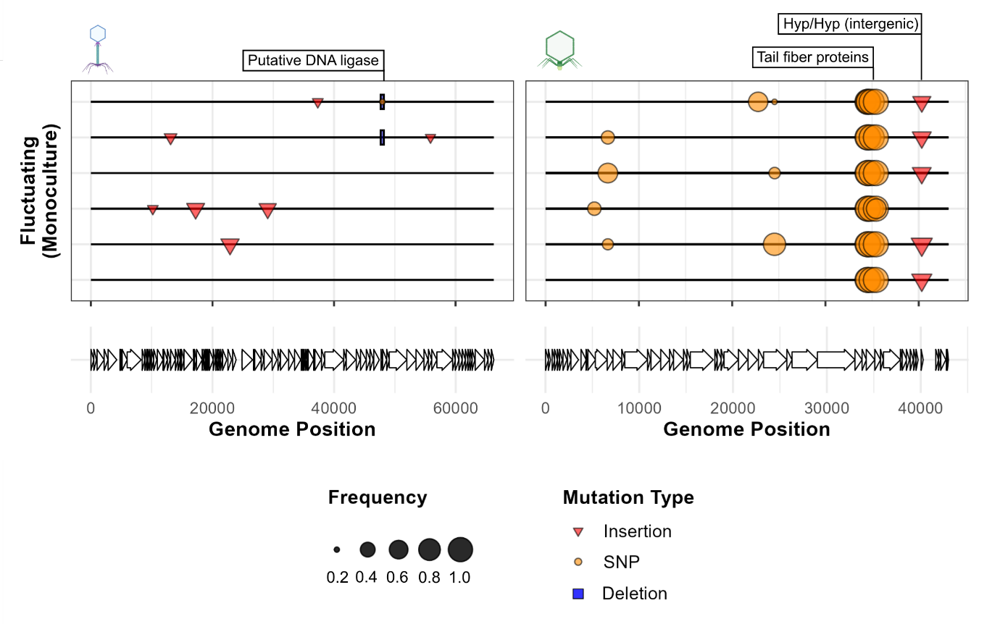 Hyp/Hyp (intergenic)
Putative DNA ligase
Tail fiber proteins
Fluctuating
(Monoculture)
0 20000 40000 60000
0 10000 20000 30000 40000
Genome Position
Genome Position
Frequency
0.2 0.4 0.6 0.8 1.0
Mutation Type
Insertion
SNP
Deletion